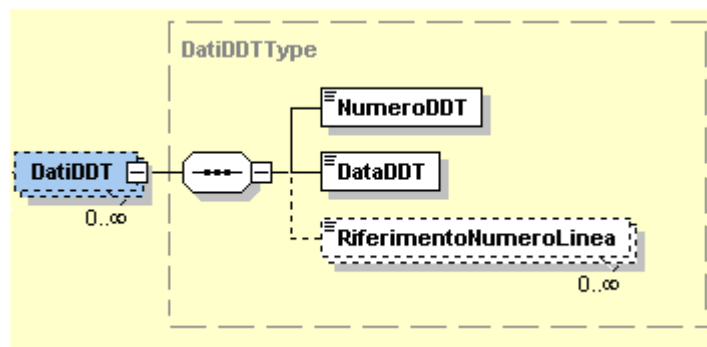 DatiDDTType
NumeroDDT
DatiDDT
DataDDT
0..∞
RiferimentoNumeroLinea
0..∞